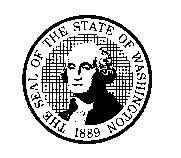 THE SEAL OF THE STATE OF WASHINGTON
1889